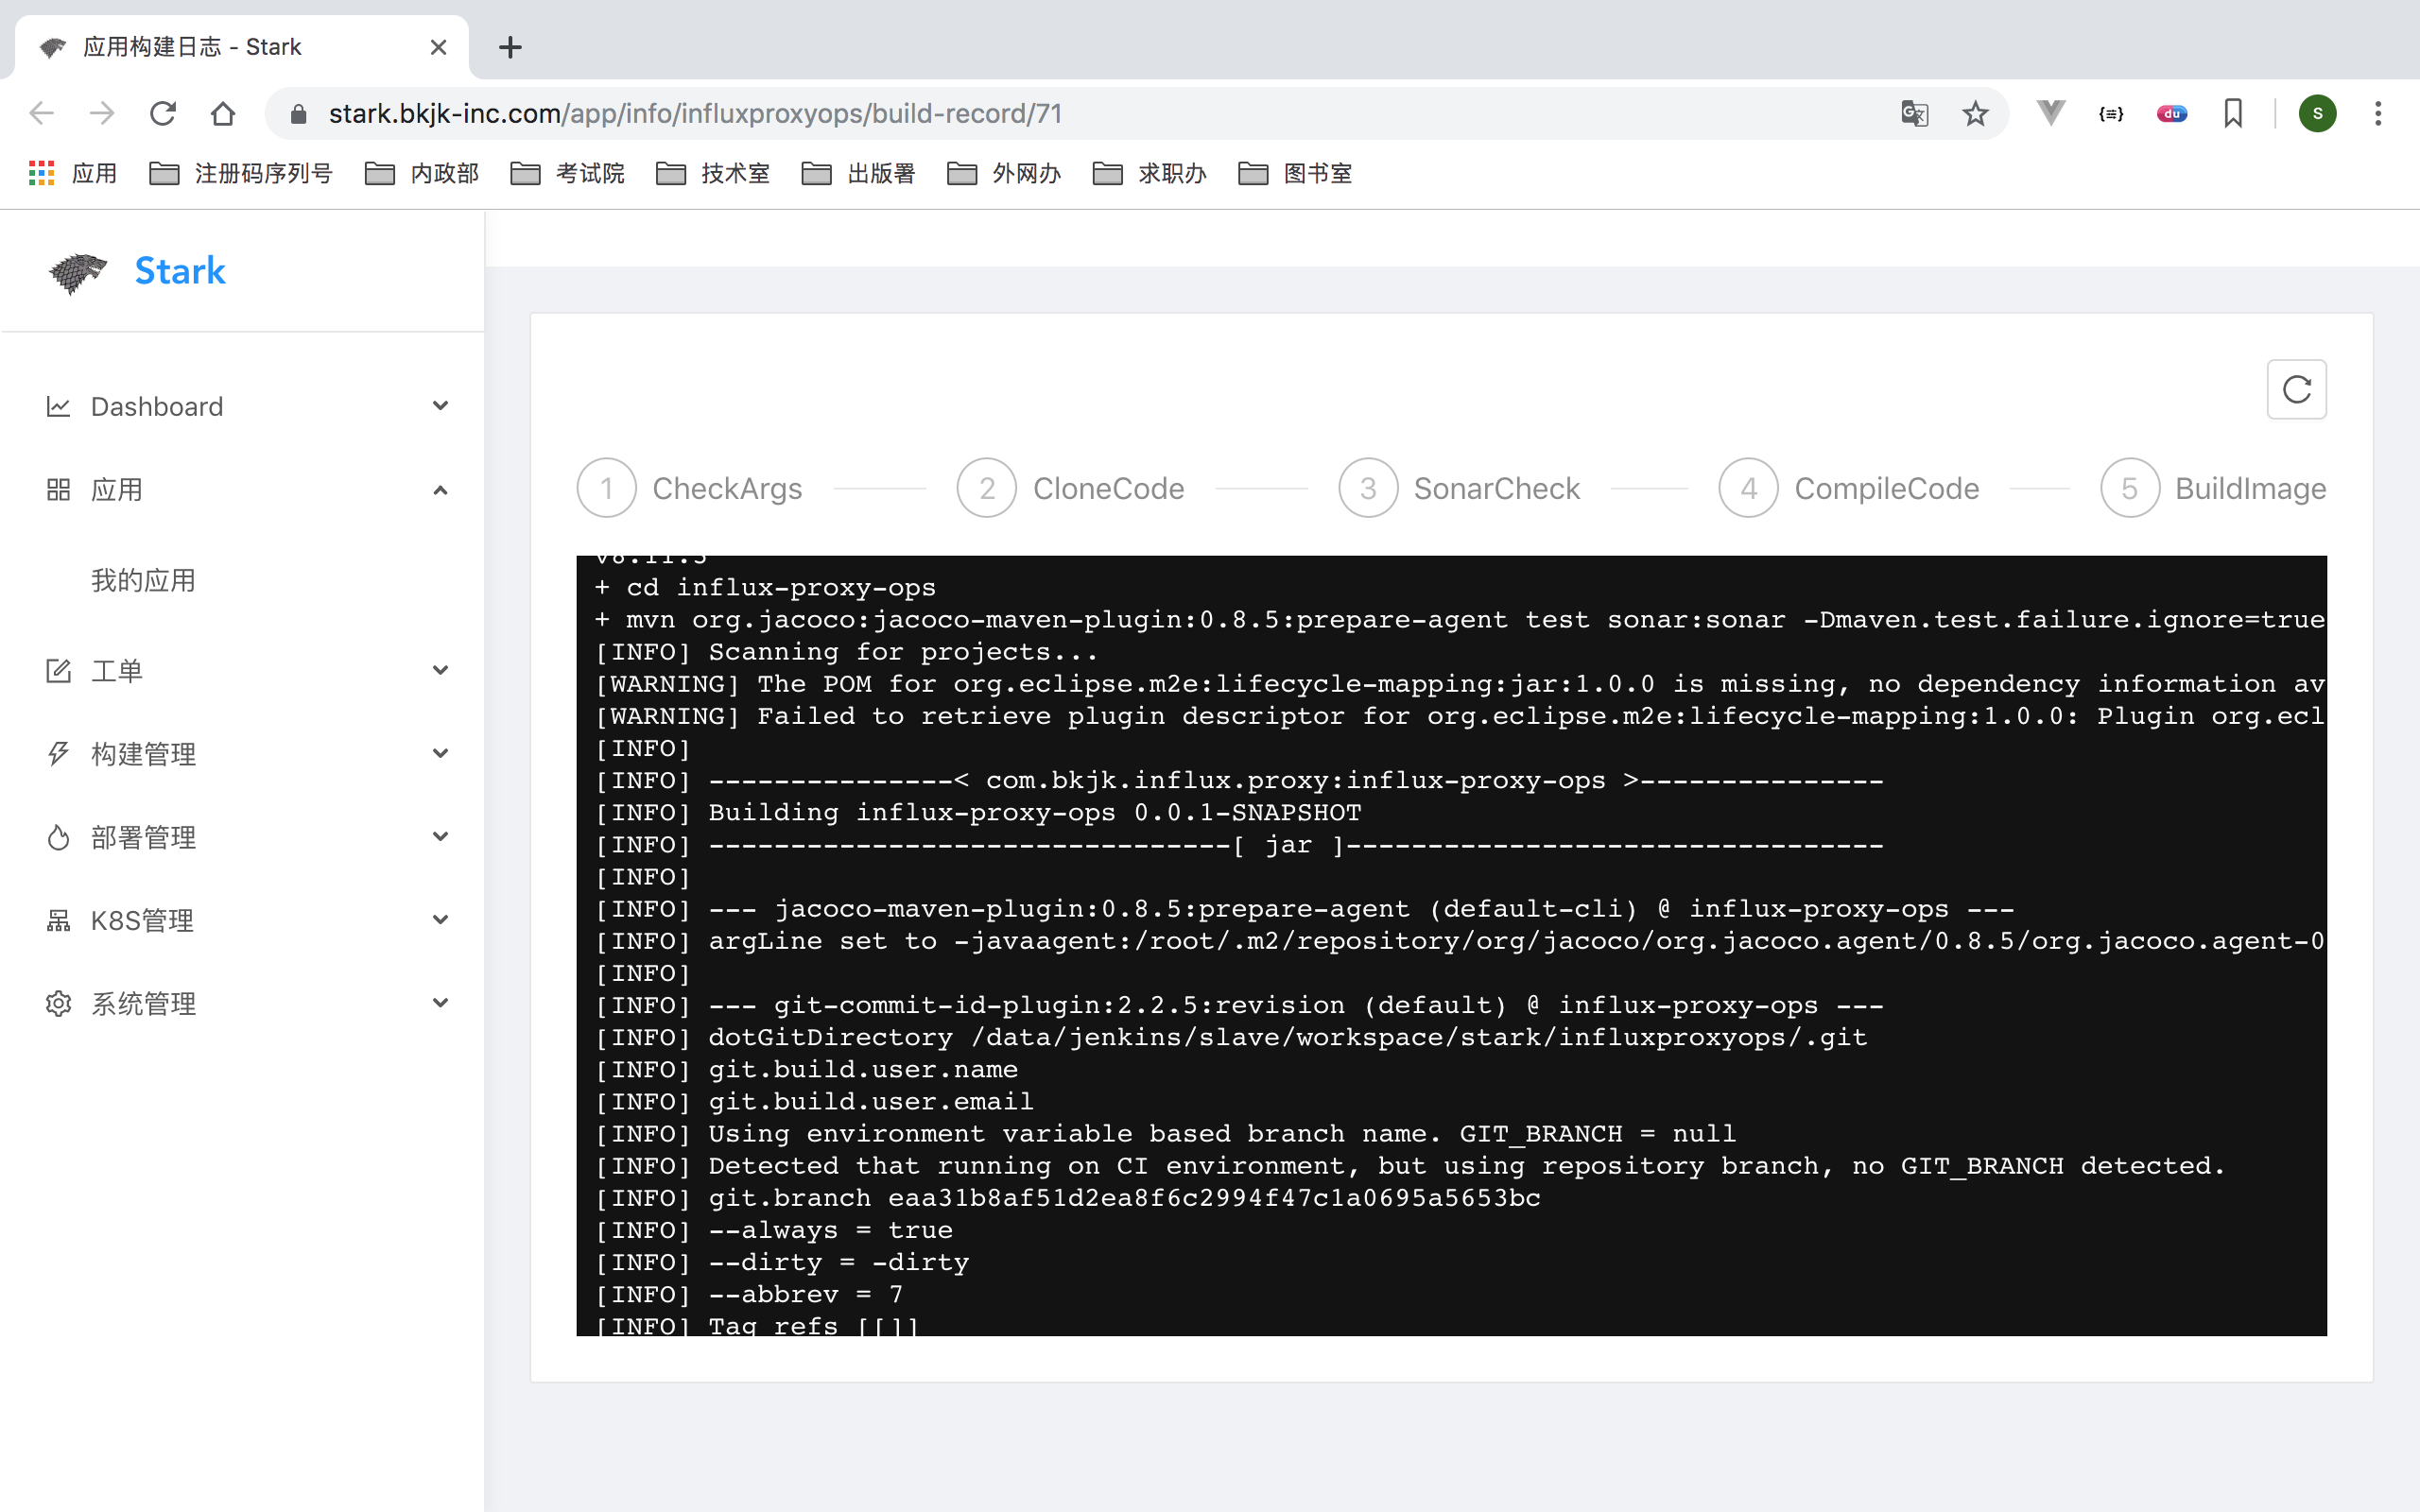 应用构建日志 - Stark
stark.bkjk-inc.com/app/info/influxproxyops/build-record/71
du
S
应用 注册码序列号 内政部 考试院 技术室 出版署 外网办 求职办 图书室
Stark
Dashboard
应用
我的应用
工单
构建管理
部署管理
K8S管理
系统管理
1 CheckArgs 2 CloneCode 3 SonarCheck 4 CompileCode 5 BuildImage
+ cd influx-proxy-ops
+ mvn org.jacoco:jacoco-maven-plugin:0.8.5:prepare-agent test sonar:sonar -Dmaven.test.failure.ignore=true
[INFO] Scanning for projects...
[WARNING] The POM for org.eclipse.m2e:lifecycle-mapping:jar:1.0.0 is missing, no dependency information av
[WARNING] Failed to retrieve plugin descriptor for org.eclipse.m2e:lifecycle-mapping:1.0.0: Plugin org.ecl
[INFO]
[INFO] ---------------< com.bkjk.influx.proxy:influx-proxy-ops >---------------
[INFO] Building influx-proxy-ops 0.0.1-SNAPSHOT
[INFO] --------------------------------[ jar ]---------------------------------
[INFO]
[INFO] --- jacoco-maven-plugin:0.8.5:prepare-agent (default-cli) @ influx-proxy-ops ---
[INFO] argLine set to -javaagent:/root/.m2/repository/org/jacoco/org.jacoco.agent/0.8.5/org.jacoco.agent-0
[INFO]
[INFO] --- git-commit-id-plugin:2.2.5:revision (default) @ influx-proxy-ops ---
[INFO] dotGitDirectory /data/jenkins/slave/workspace/stark/influxproxyops/.git
[INFO] git.build.user.name
[INFO] git.build.user.email
[INFO] Using environment variable based branch name. GIT_BRANCH = null
[INFO] Detected that running on CI environment, but using repository branch, no GIT_BRANCH detected.
[INFO] git.branch eaa31b8af51d2ea8f6c2994f47c1a0695a5653bc
[INFO] --always = true
[INFO] --dirty = -dirty
[INFO] --abbrev = 7
[INFO] Tag refs [[]]